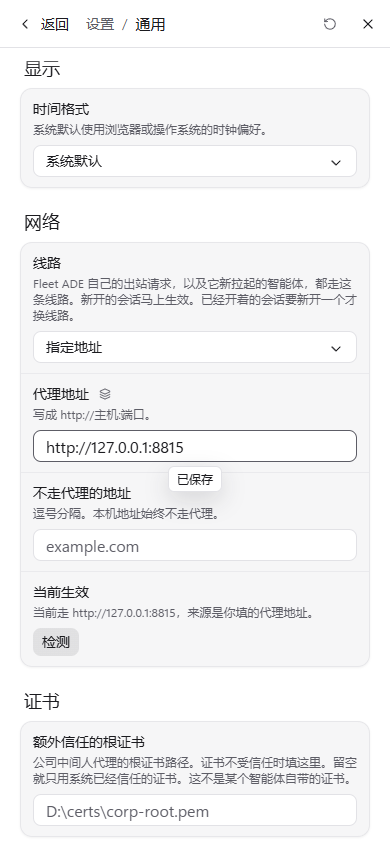 返回 设置 / 通用
显示
时间格式
系统默认使用浏览器或操作系统的时钟偏好。
系统默认
网络
线路
Fleet ADE 自己的出站请求，以及它新拉起的智能体，都走这
条线路。新开的会话马上生效。已经开着的会话要新开一个才
换线路。
指定地址
代理地址
写成 http://主机:端口。
http://127.0.0.1:8815
已保存
不走代理的地址
逗号分隔。本机地址始终不走代理。
example.com
当前生效
当前走 http://127.0.0.1:8815，来源是你填的代理地址。
检测
证书
额外信任的根证书
公司中间人代理的根证书路径。证书不受信任时填这里。留空
就只用系统已经信任的证书。这不是某个智能体自带的证书。
D:\certs\corp-root.pem